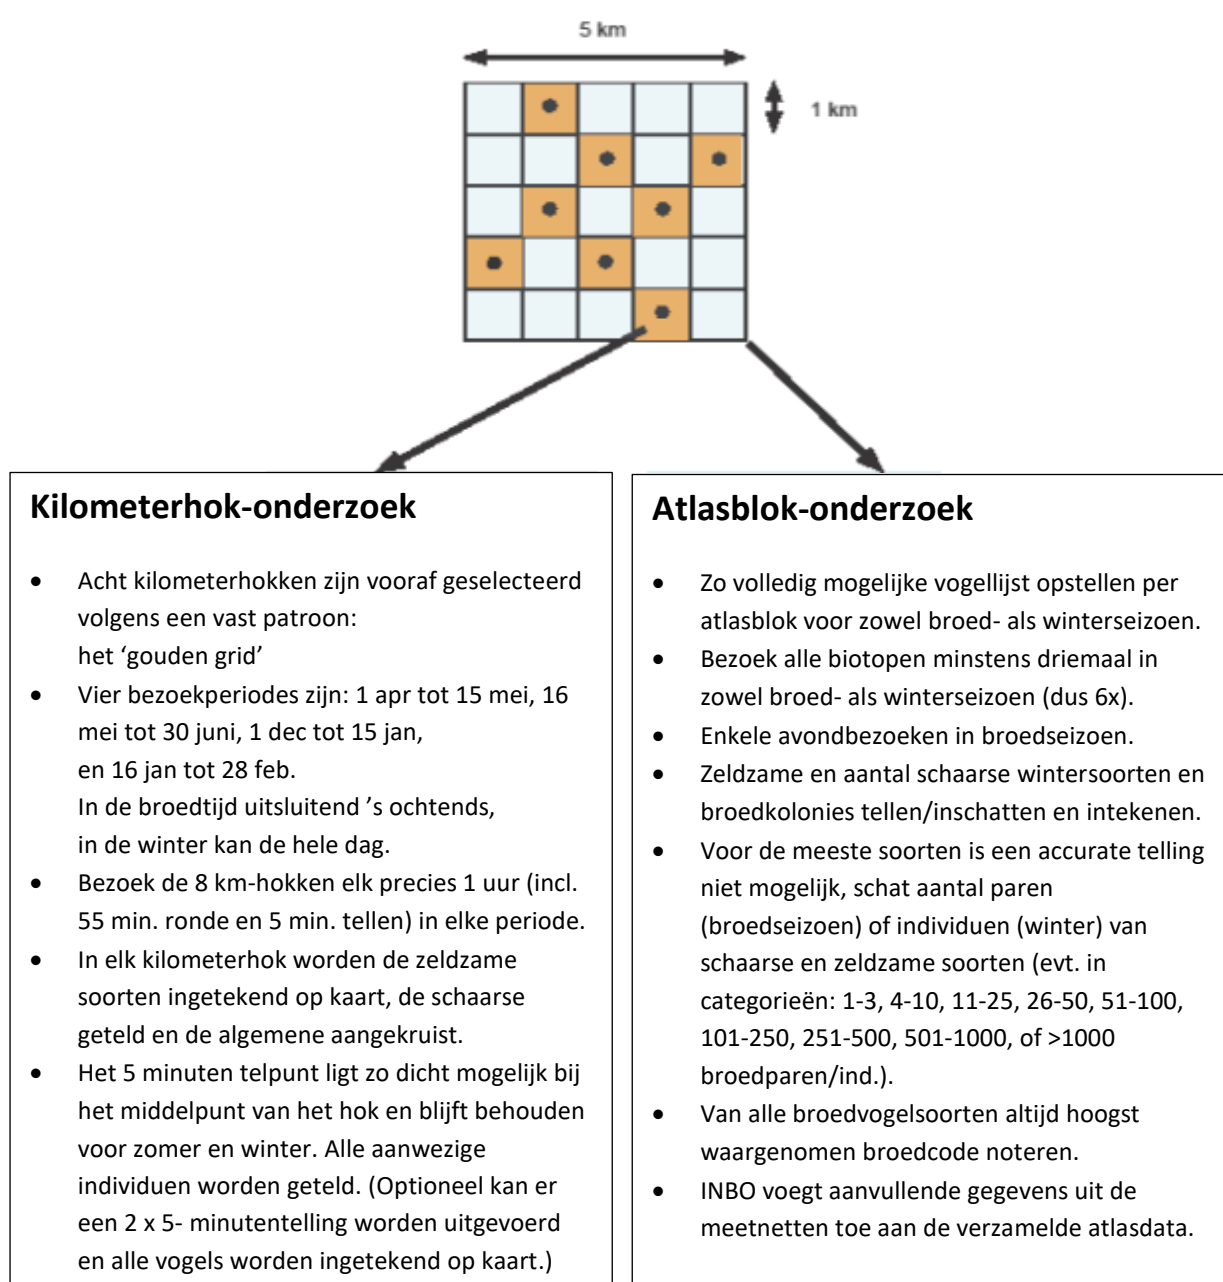 5 km
1 km
Kilometerhok-onderzoek
• Acht kilometerhokken zijn vooraf geselecteerd
volgens een vast patroon:
het ‘gouden grid’
• Vier bezoekperiodes zijn: 1 apr tot 15 mei, 16
mei tot 30 juni, 1 dec tot 15 jan,
en 16 jan tot 28 feb.
In de broedtijd uitsluitend ’s ochtends,
in de winter kan de hele dag.
• Bezoek de 8 km-hokken elk precies 1 uur (incl.
55 min. ronde en 5 min. tellen) in elke periode.
• In elk kilometerhok worden de zeldzame
soorten ingetekend op kaart, de schaarse
geteld en de algemene aangekruist.
• Het 5 minuten telpunt ligt zo dicht mogelijk bij
het middelpunt van het hok en blijft behouden
voor zomer en winter. Alle aanwezige
individuen worden geteld. (Optioneel kan er
een 2 x 5- minutentelling worden uitgevoerd
en alle vogels worden ingetekend op kaart.)
Atlasblok-onderzoek
• Zo volledig mogelijke vogellijst opstellen per
atlasblok voor zowel broed- als winterseizoen.
• Bezoek alle biotopen minstens driemaal in
zowel broed- als winterseizoen (dus 6x).
• Enkele avondbezoeken in broedseizoen.
• Zeldzame en aantal schaarse wintersoorten en
broedkolonies tellen/inschatten en intekenen.
• Voor de meeste soorten is een accurate telling
niet mogelijk, schat aantal paren
(broedseizoen) of individuen (winter) van
schaarse en zeldzame soorten (evt. in
categorieën: 1-3, 4-10, 11-25, 26-50, 51-100,
101-250, 251-500, 501-1000, of >1000
broedparen/ind.).
• Van alle broedvogelsoorten altijd hoogst
waargenomen broedcode noteren.
• INBO voegt aanvullende gegevens uit de
meetnetten toe aan de verzamelde atlasdata.